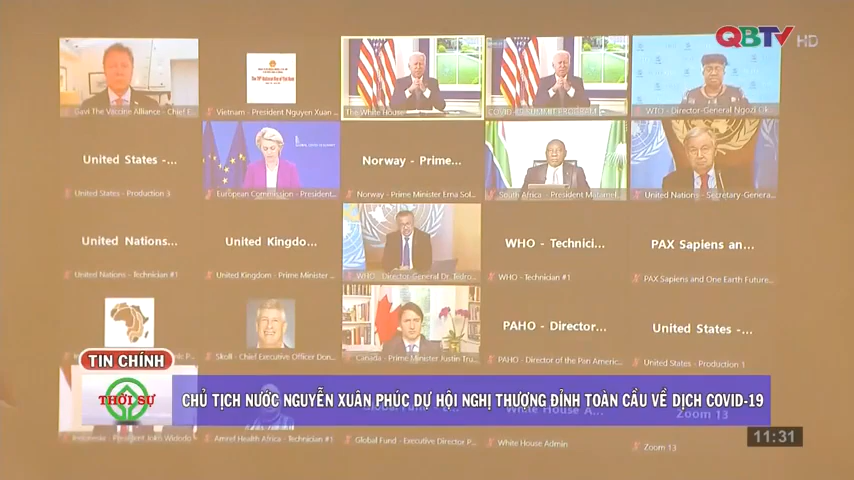 QBTV HD
Gavi The Vaccine Alliance - Chief E...
Vietnam - President Nguyen Xuan ...
The White House
WTO - Director-General Ngozi Ok...
United States -...
Norway - Prime...
United States - Production 3
European Commission - President...
Norway - Prime Minister Erna Sol...
South Africa - President Matamel...
United Nations - Secretary-Genera...
United Nations...
United Kingdo...
WHO - Technici...
PAX Sapiens an...
United Nations - Technician #1
United Kingdom - Prime Minister ...
WHO - Director-General Dr. Tedro...
WHO - Technician #1
PAX Sapiens and One Earth Future...
PAHO - Director...
United States -...
Skoll - Chief Executive Officer Don...
Canada - Prime Minister Justin Tru...
PAHO - Director of the Pan Americ...
United States - Production 1
TIN CHÍNH
THỜI SỰ
CHỦ TỊCH NƯỚC NGUYỄN XUÂN PHÚC DỰ HỘI NGHỊ THƯỢNG ĐỈNH TOÀN CẦU VỀ DỊCH COVID-19
White House A...
Zoom 13
11:31
Indonesia - President Joko Widodo
Amref Health Africa - Technician #1
Global Fund - Executive Director P...
White House Admin
Zoom 13